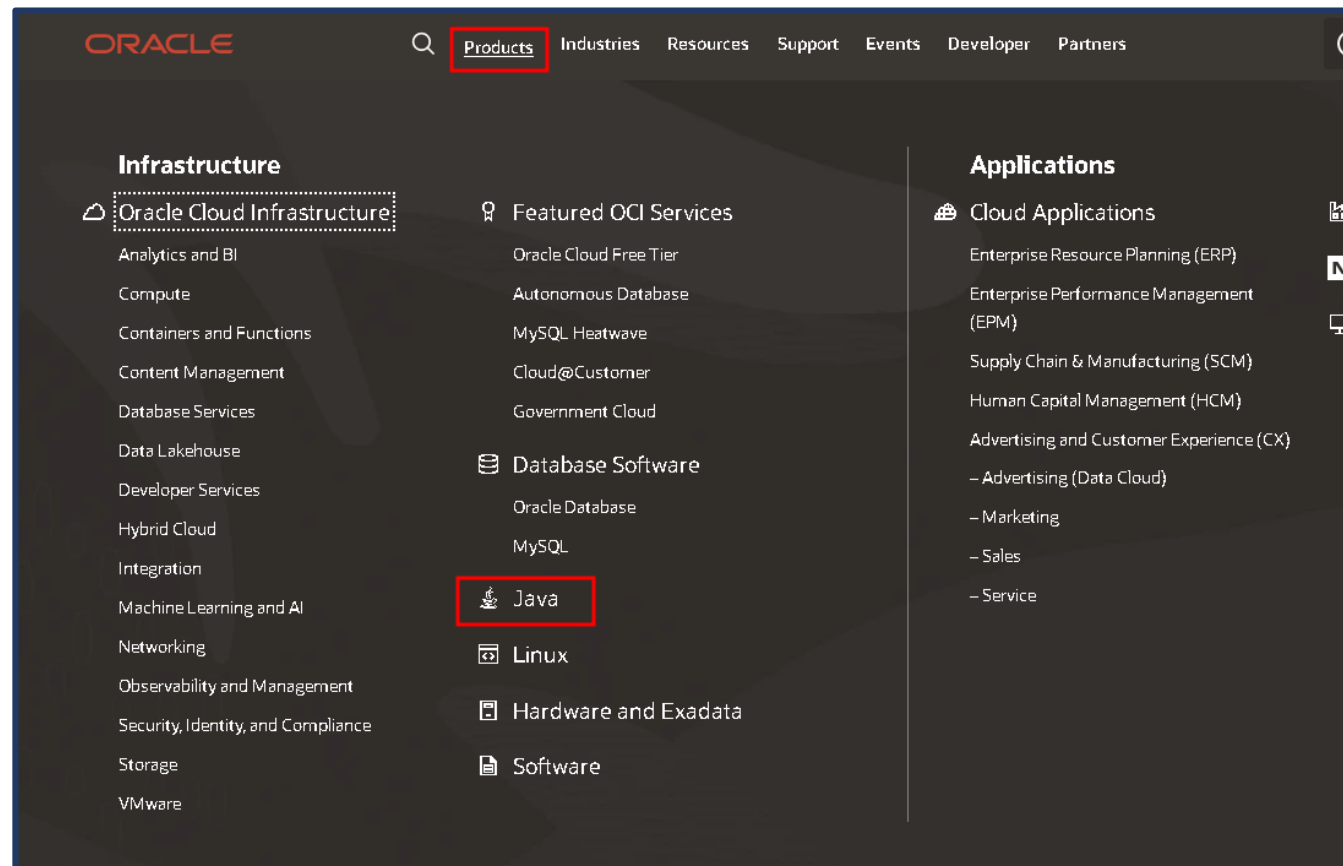 ORACLE
Products Industries Resources Support Events Developer Partners
Infrastructure
Oracle Cloud Infrastructure
Analytics and BI
Compute
Containers and Functions
Content Management
Database Services
Data Lakehouse
Developer Services
Hybrid Cloud
Integration
Machine Learning and AI
Networking
Observability and Management
Security, Identity, and Compliance
Storage
VMware
Featured OCI Services
Oracle Cloud Free Tier
Autonomous Database
MySQL Heatwave
Cloud@Customer
Government Cloud
Database Software
Oracle Database
MySQL
Java
Linux
Hardware and Exadata
Software
Applications
Cloud Applications
Enterprise Resource Planning (ERP)
Enterprise Performance Management
(EPM)
Supply Chain & Manufacturing (SCM)
Human Capital Management (HCM)
Advertising and Customer Experience (CX)
– Advertising (Data Cloud)
– Marketing
– Sales
– Service